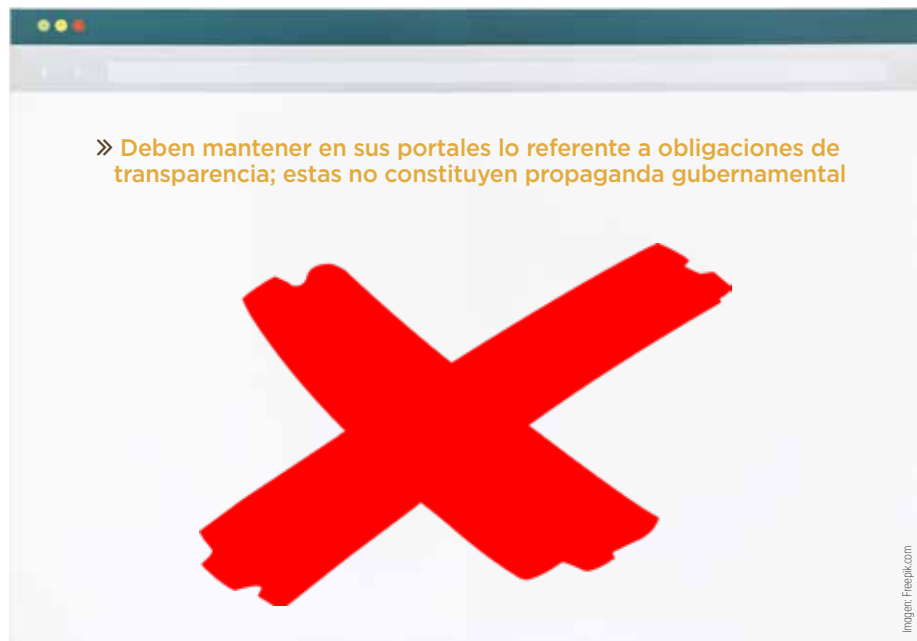 » Deben mantener en sus portales lo referente a obligaciones de
transparencia; estas no constituyen propaganda gubernamental
Imagen: Freepik.com